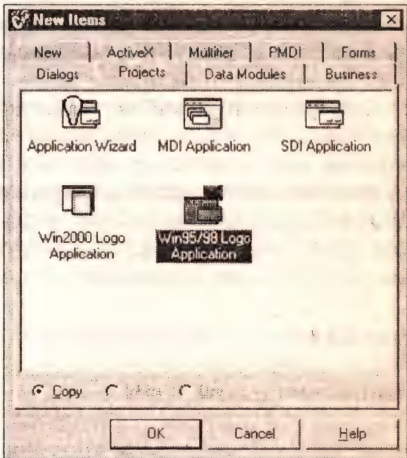 New Items
New ActiveX Multitier PMDI Forms
Dialogs Projects Data Modules Business
Application Wizard MDI Application SDI Application
Win2000 Logo Application
Win95/98 Logo Application
Copy
OK Cancel Help